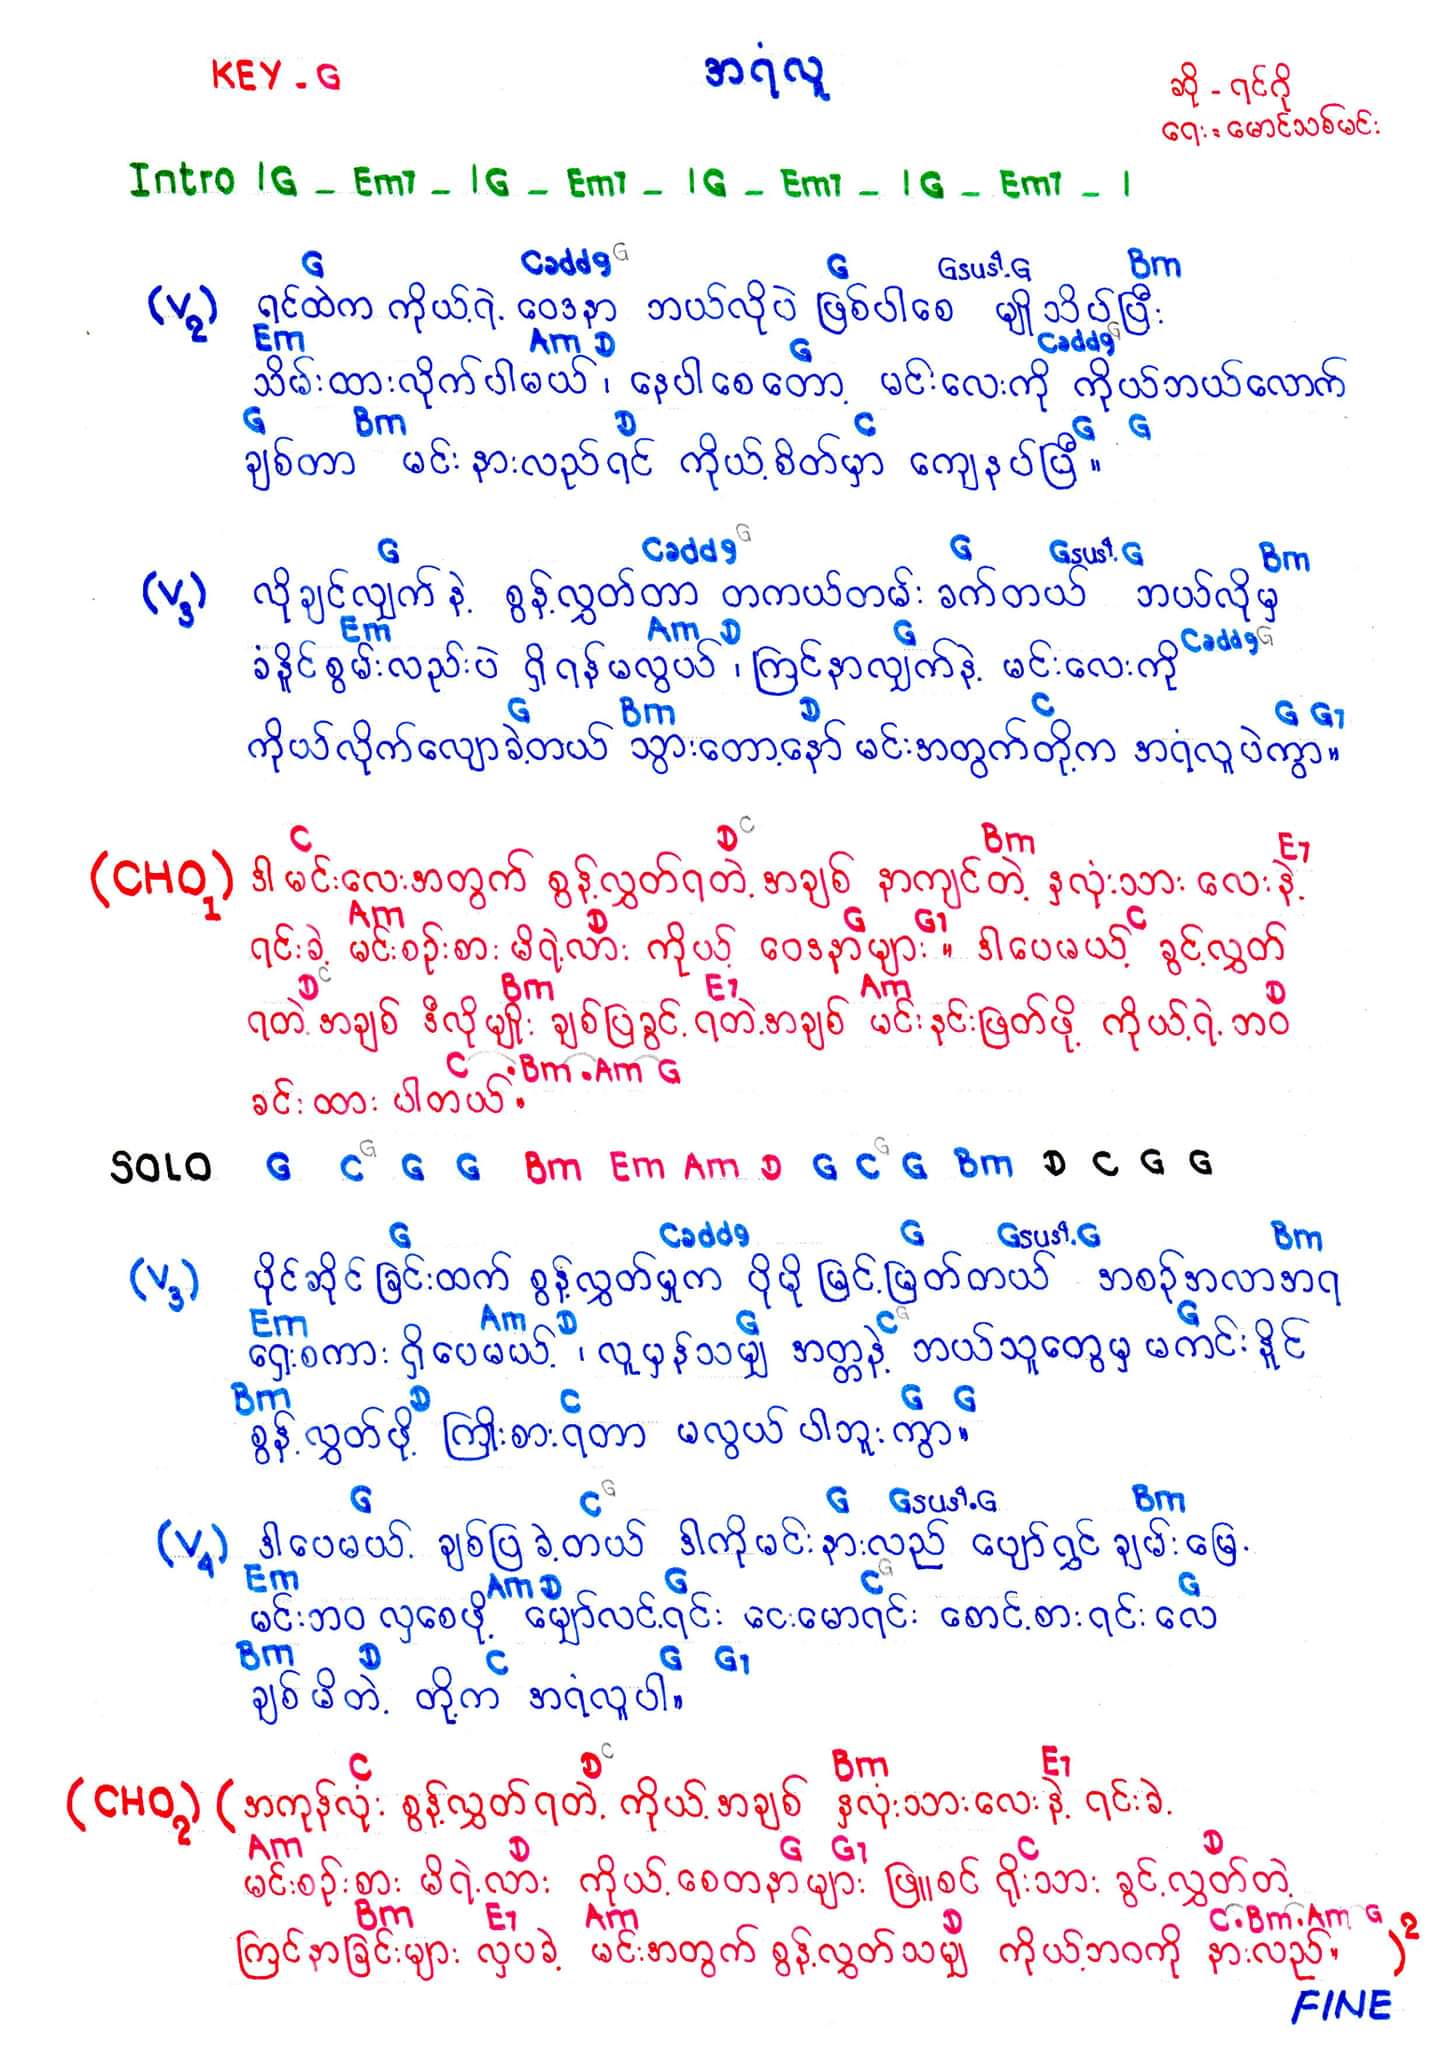 KEY - G
အရံလူ
ဆို - ရင်ဂို
ရေး = မောင်သစ်မင်း
Intro | G _ Em7 _ | G _ Em7 _ | G _ Em7 _ | G _ Em7 _ |
G Cadd9 G G Gsus4.G Bm
(V2) ရင်ထဲက ကိုယ့်ရဲ့ ဝေဒနာ ဘယ်လိုပဲ ဖြစ်ပါစေ မျိုသိပ်ပြီး
Em Am D G Cadd9 G
သိမ်းထားလိုက်ပါမယ်၊ နေပါစေတော့ မင်းလေးကို ကိုယ်ဘယ်လောက်
G Bm D C G G
ချစ်တာ မင်းနားလည်ရင် ကိုယ့်စိတ်မှာ ကျေနပ်ပြီ။
G Cadd9 G G Gsus4.G Bm
(V3) လိုချင်လျှက်နဲ့ စွန့်လွှတ်တာ တကယ်တမ်း ခက်တယ် ဘယ်လိုမှ
Em Am D G Cadd9 G
ခံနိူင်စွမ်းလည်းပဲ ရှိရန်မလွယ်၊ ကြင်နာလျှက်နဲ့ မင်းလေးကို
G Bm D C G G7
ကိုယ်လိုက်လျောခဲ့တယ် သွားတော့နော် မင်းအတွက်တို့က အရံလူပဲကွာ။
C D C Bm E7
(CHO1) ဒါမင်းလေးအတွက် စွန့်လွှတ်ရတဲ့ အချစ် နာကျင်တဲ့ နှလုံးသားလေးနဲ့
Am D G G7 C
ရင်းခဲ့ မင်းစဉ်းစားမိရဲ့လား ကိုယ့် ဝေဒနာများ။ ဒါပေမယ့် ခွင့်လွှတ်
D C Bm E7 Am D
ရတဲ့အချစ် ဒီလိုမျိုး ချစ်ပြခွင့်ရတဲ့အချစ် မင်းနင်းဖြတ်ဖို့ ကိုယ့်ရဲ့ဘဝ
C .Bm.Am G
ခင်းထားပါတယ်။
SOLO G C G G G Bm Em Am D G C G G Bm D C G G
G Cadd9 G Gsus4.G Bm
(V3) ပိုင်ဆိုင်ခြင်းထက် စွန့်လွှတ်မှုက ပိုမိုမြင့်မြတ်တယ် အစဉ်အလာအရ
Em Am D G C G G
ရှေးစကားရှိပေမယ့်၊ လူမှန်သမျှ အတ္တနဲ့ ဘယ်သူတွေမှ မကင်းနိူင်
Bm D C G G
စွန့်လွှတ်ဖို့ ကြိုးစားရတာ မလွယ်ပါဘူးကွာ။
G C G G Gsus4.G Bm
(V4) ဒါပေမယ့် ချစ်ပြခဲ့တယ် ဒါကိုမင်းနားလည် ပျော်ရွှင်ချမ်းမြေ့
Em Am D G C G G
မင်းဘဝ လှစေဖို့ မျှော်လင့်ရင်း ငေးမောရင်း စောင့်စားရင်းလေ
Bm D C G G7
ချစ်မိတဲ့ တို့က အရံလူပါ။
C D C Bm E7
(CHO2) (အကုန်လုံး စွန့်လွှတ်ရတဲ့ ကိုယ့်အချစ် နှလုံးသားလေးနဲ့ ရင်းခဲ့
Am D G G7 C D
မင်းစဉ်းစားမိရဲ့လား ကိုယ့်စေတနာများ ဖြူစင်ရိုးသား ခွင့်လွှတ်တဲ့
Bm E7 Am D C.Bm.Am G
ကြင်နာခြင်းများ လှပခဲ့ မင်းအတွက် စွန့်လွှတ်သမျှ ကိုယ့်ဘဝကို နားလည်။ )2
FINE